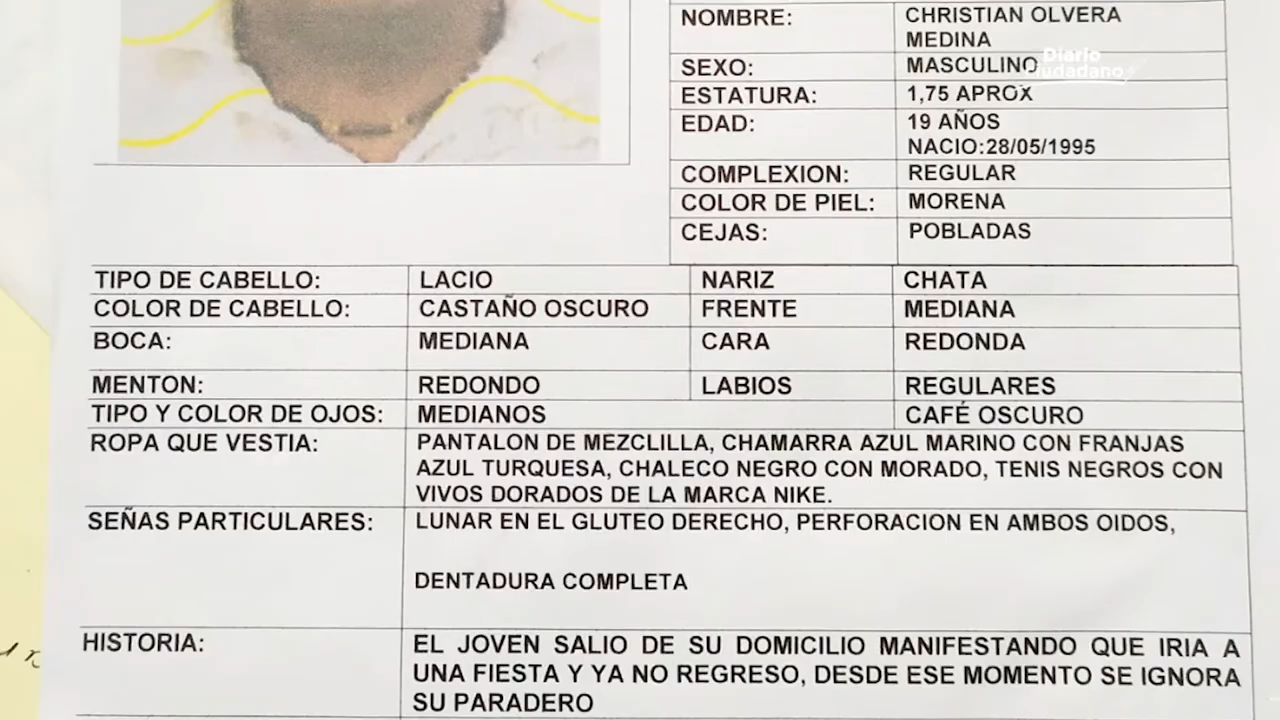 NOMBRE: CHRISTIAN OLVERA
MEDINA
Diario
Ciudadano
SEXO: MASCULINO
ESTATURA: 1,75 APROX
EDAD: 19 AÑOS
NACIO:28/05/1995
COMPLEXION: REGULAR
COLOR DE PIEL: MORENA
CEJAS: POBLADAS
TIPO DE CABELLO: LACIO NARIZ CHATA
COLOR DE CABELLO: CASTAÑO OSCURO FRENTE MEDIANA
BOCA: MEDIANA CARA REDONDA
MENTON: REDONDO LABIOS REGULARES
TIPO Y COLOR DE OJOS: MEDIANOS CAFÉ OSCURO
ROPA QUE VESTIA: PANTALON DE MEZCLILLA, CHAMARRA AZUL MARINO CON FRANJAS
AZUL TURQUESA, CHALECO NEGRO CON MORADO, TENIS NEGROS CON
VIVOS DORADOS DE LA MARCA NIKE.
SEÑAS PARTICULARES: LUNAR EN EL GLUTEO DERECHO, PERFORACION EN AMBOS OIDOS,
DENTADURA COMPLETA
HISTORIA: EL JOVEN SALIO DE SU DOMICILIO MANIFESTANDO QUE IRIA A
UNA FIESTA Y YA NO REGRESO, DESDE ESE MOMENTO SE IGNORA
SU PARADERO